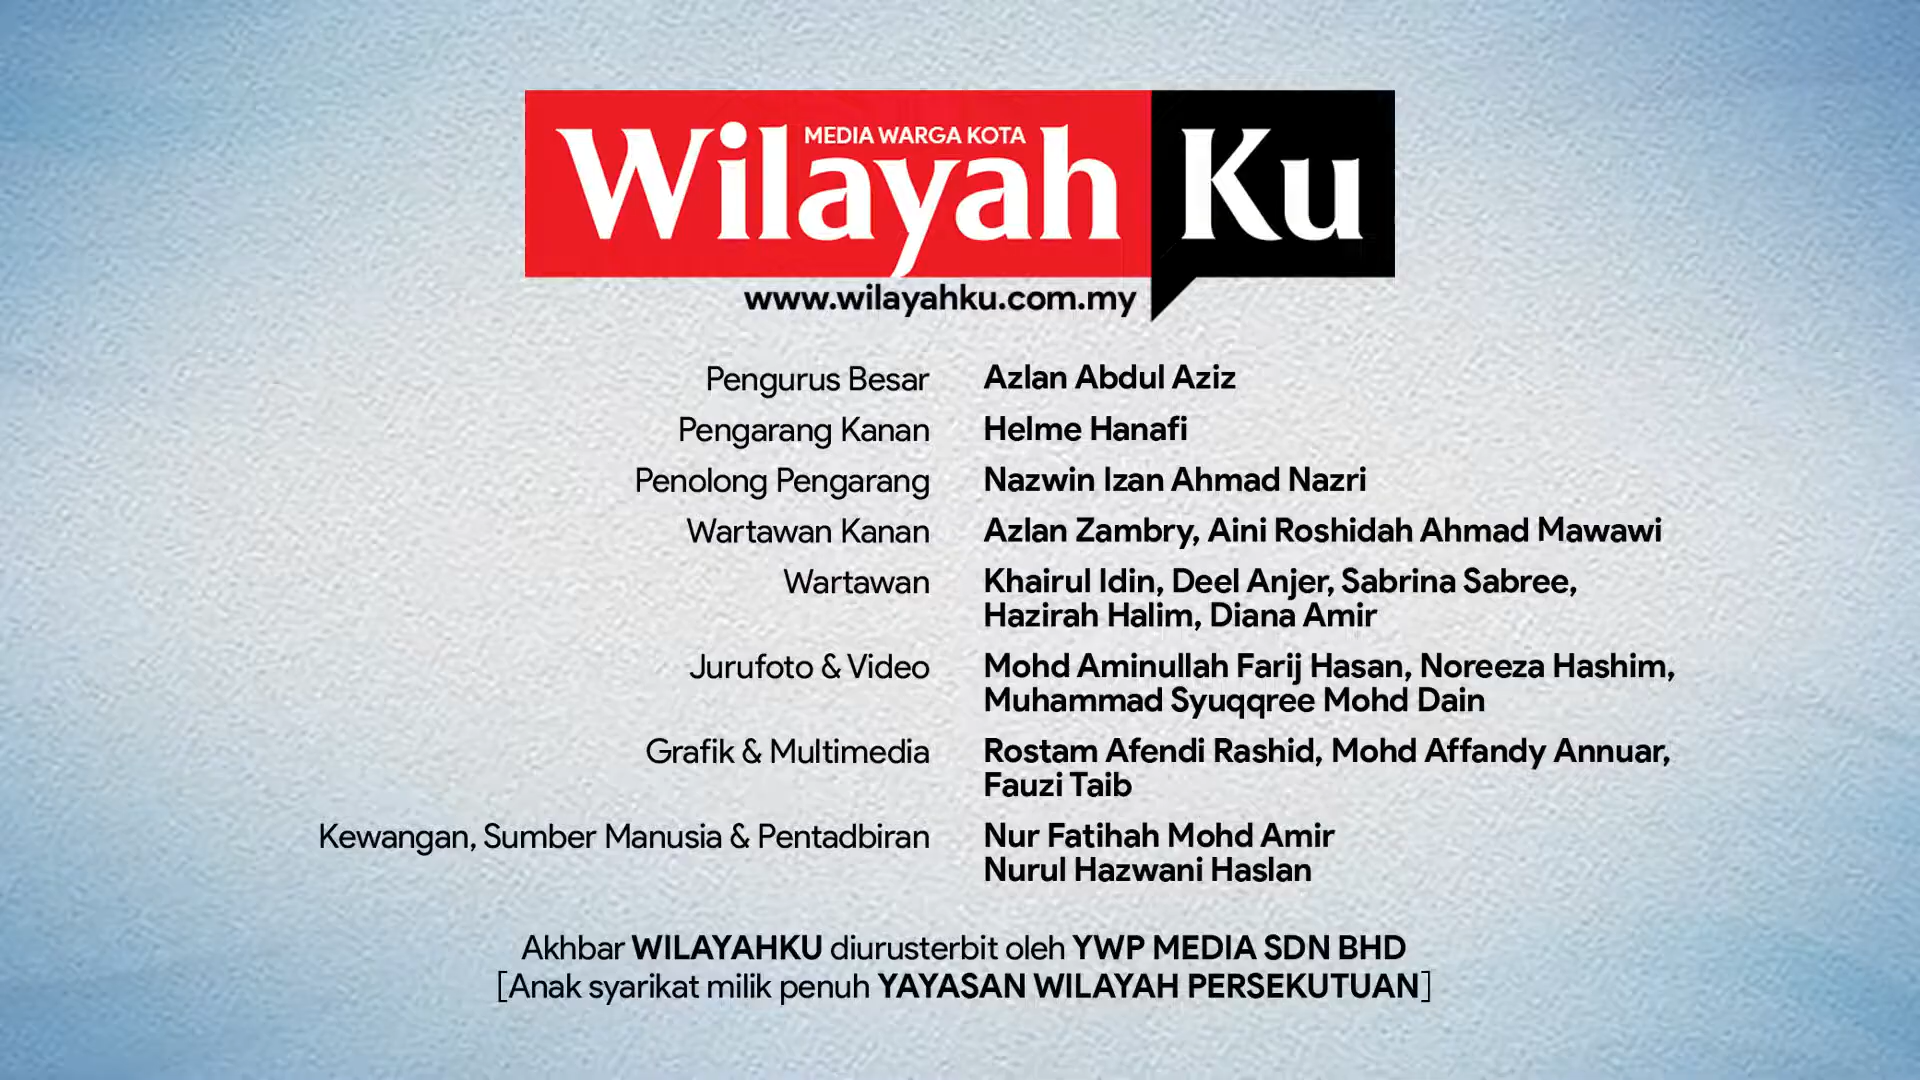 MEDIA WARGA KOTA
Wilayah Ku
www.wilayahku.com.my
Pengurus Besar Azlan Abdul Aziz
Pengarang Kanan Helme Hanafi
Penolong Pengarang Nazwin Izan Ahmad Nazri
Wartawan Kanan Azlan Zambry, Aini Roshidah Ahmad Mawawi
Wartawan Khairul Idin, Deel Anjer, Sabrina Sabree,
Hazirah Halim, Diana Amir
Jurufoto & Video Mohd Aminullah Farij Hasan, Noreeza Hashim,
Muhammad Syuqqree Mohd Dain
Grafik & Multimedia Rostam Afendi Rashid, Mohd Affandy Annuar,
Fauzi Taib
Kewangan, Sumber Manusia & Pentadbiran Nur Fatihah Mohd Amir
Nurul Hazwani Haslan
Akhbar WILAYAHKU diurusterbit oleh YWP MEDIA SDN BHD
[Anak syarikat milik penuh YAYASAN WILAYAH PERSEKUTUAN]